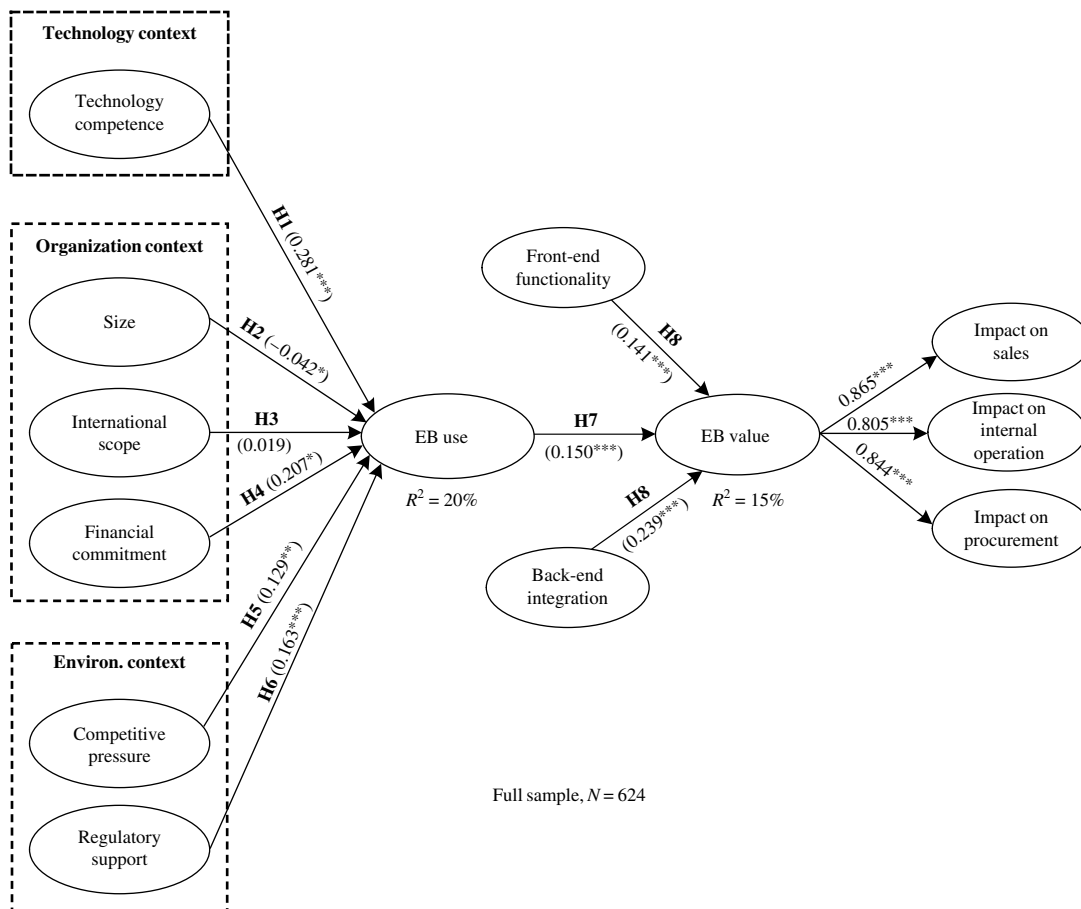 Technology context
Technology
competence
H1 (0.281***)
Organization context
Size
H2 (−0.042*)
International
scope
H3
(0.019)
Financial
commitment
H4 (0.207*)
Environ. context
Competitive
pressure
H5 (0.129**)
Regulatory
support
H6 (0.163***)
EB use
R² = 20%
H7
(0.150***)
Front-end
functionality
H8
(0.141***)
EB value
R² = 15%
H8
(0.239***)
Back-end
integration
0.865***
Impact on
sales
0.805***
Impact on
internal
operation
0.844***
Impact on
procurement
Full sample, N = 624